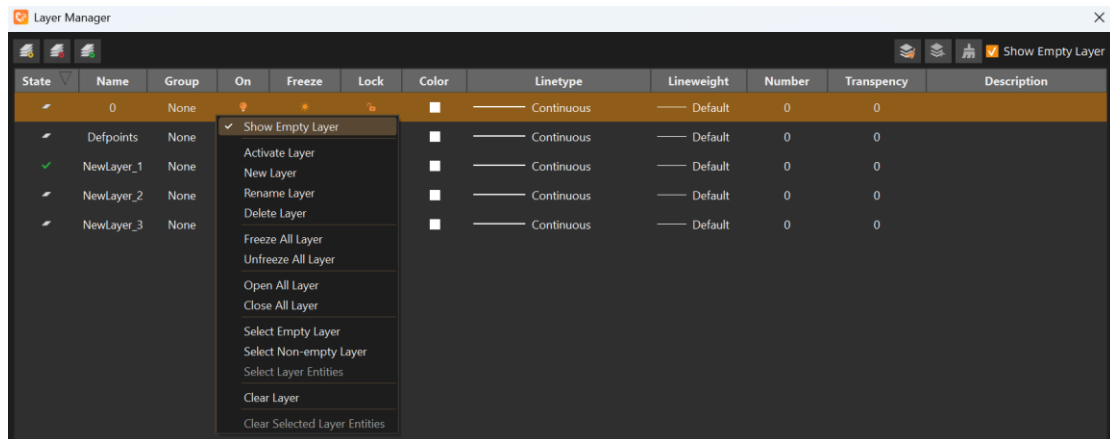 Layer Manager
Show Empty Layer
State Name Group On Freeze Lock Color Linetype Lineweight Number Transpency Description
0 None Continuous Default 0 0
Show Empty Layer
Defpoints None Continuous Default 0 0
Activate Layer
NewLayer_1 None Continuous Default 0 0
New Layer
NewLayer_2 None Continuous Default 0 0
Rename Layer
Delete Layer
NewLayer_3 None Continuous Default 0 0
Freeze All Layer
Unfreeze All Layer
Open All Layer
Close All Layer
Select Empty Layer
Select Non-empty Layer
Select Layer Entities
Clear Layer
Clear Selected Layer Entities